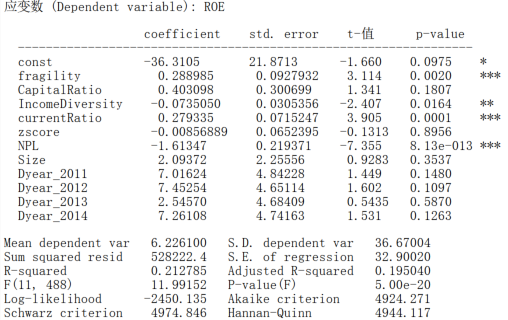 应变数 (Dependent variable): ROE
coefficient std. error t-值 p-value
const -36.3105 21.8713 -1.660 0.0975 *
fragility 0.288985 0.0927932 3.114 0.0020 ***
CapitalRatio 0.403098 0.300699 1.341 0.1807
IncomeDiversity -0.0735050 0.0305356 -2.407 0.0164 **
currentRatio 0.279335 0.0715247 3.905 0.0001 ***
zscore -0.00856889 0.0652395 -0.1313 0.8956
NPL -1.61347 0.219371 -7.355 8.13e-013 ***
Size 2.09372 2.25556 0.9283 0.3537
Dyear_2011 7.01624 4.84228 1.449 0.1480
Dyear_2012 7.45254 4.65114 1.602 0.1097
Dyear_2013 2.54570 4.68409 0.5435 0.5870
Dyear_2014 7.26108 4.74163 1.531 0.1263
Mean dependent var 6.226100 S.D. dependent var 36.67004
Sum squared resid 528222.4 S.E. of regression 32.90020
R-squared 0.212785 Adjusted R-squared 0.195040
F(11, 488) 11.99152 P-value(F) 5.00e-20
Log-likelihood -2450.135 Akaike criterion 4924.271
Schwarz criterion 4974.846 Hannan-Quinn 4944.117